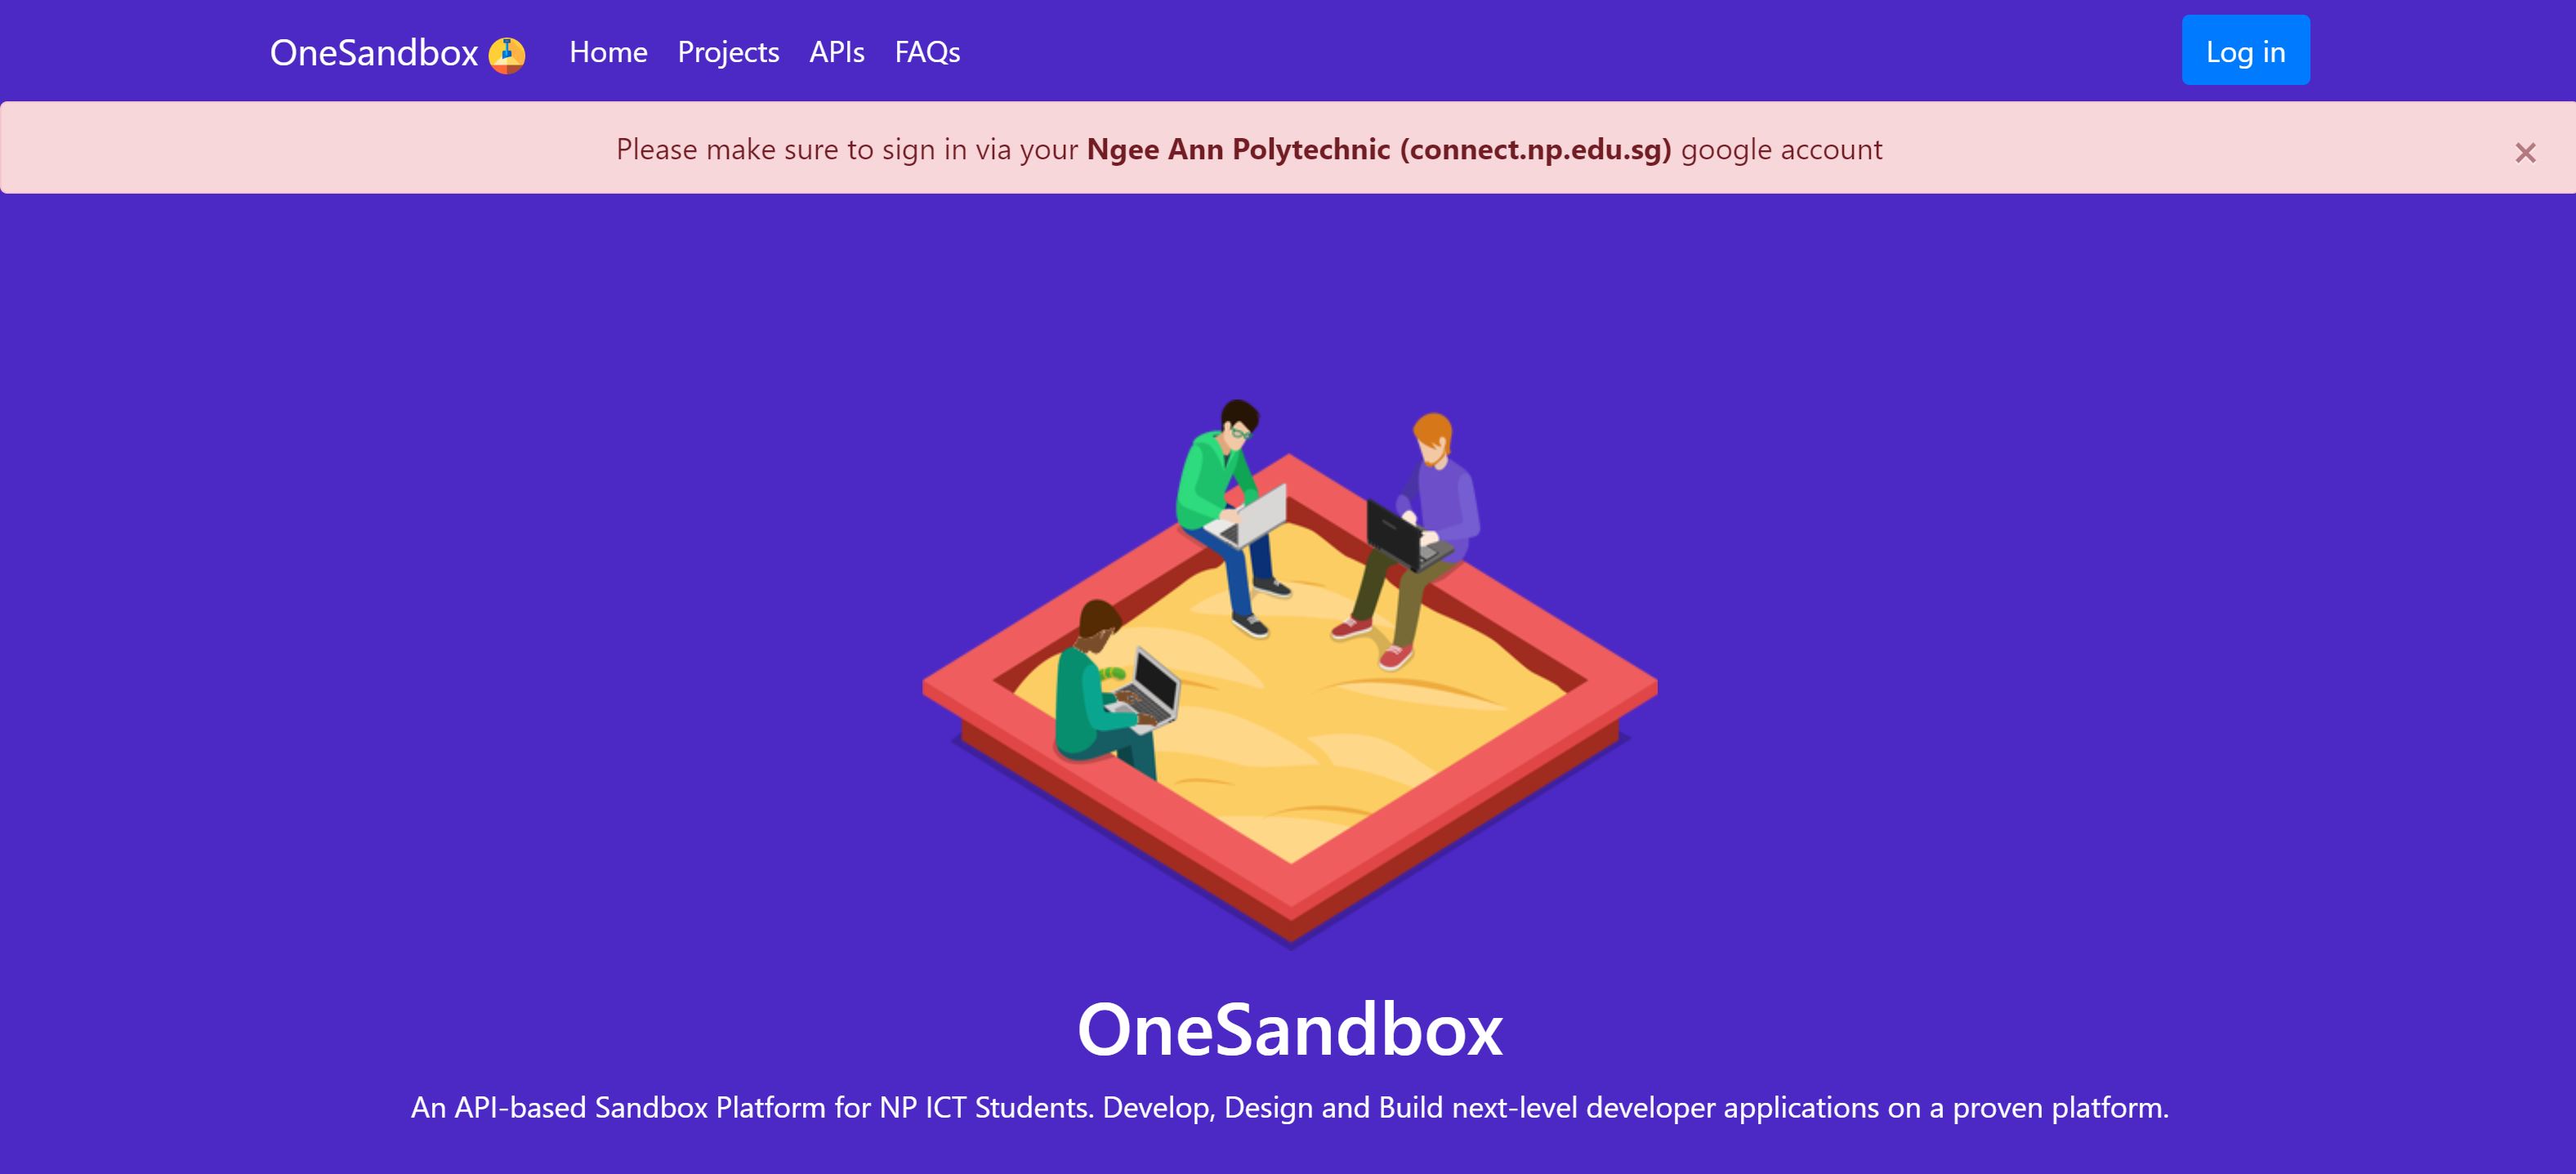 OneSandbox Home Projects APIs FAQs Log in
Please make sure to sign in via your Ngee Ann Polytechnic (connect.np.edu.sg) google account ×
OneSandbox
An API-based Sandbox Platform for NP ICT Students. Develop, Design and Build next-level developer applications on a proven platform.